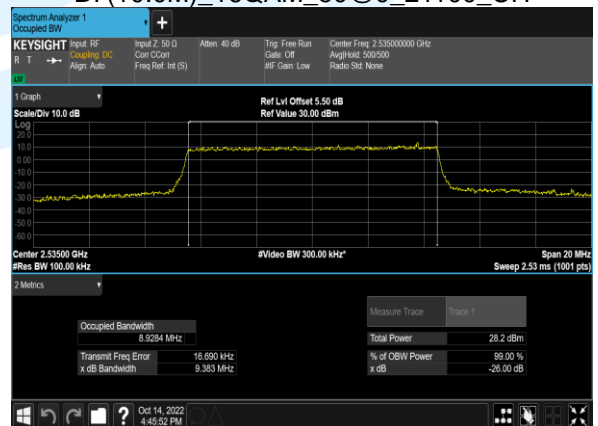 Spectrum Analyzer 1
Occupied BW
KEYSIGHT
R T
LW
Input: RF
Coupling: DC
Align: Auto
Input Z: 50 Ω
Corr CCorr
Freq Ref: Int (S)
Atten: 40 dB
Trig: Free Run
Gate: Off
#IF Gain: Low
Center Freq: 2.535000000 GHz
Avg|Hold: 500/500
Radio Std: None
1 Graph
Scale/Div 10.0 dB
Ref Lvl Offset 5.50 dB
Ref Value 30.00 dBm
Log
20.0
10.0
0.00
-10.0
-20.0
-30.0
-40.0
-50.0
-60.0
Center 2.53500 GHz
#Res BW 100.00 kHz
#Video BW 300.00 kHz*
Span 20 MHz
Sweep 2.53 ms (1001 pts)
2 Metrics
Occupied Bandwidth
8.9284 MHz
Transmit Freq Error 16.690 kHz
x dB Bandwidth 9.383 MHz
Measure Trace Trace 1
Total Power 28.2 dBm
% of OBW Power 99.00 %
x dB -26.00 dB
Oct 14, 2022
4:45:52 PM